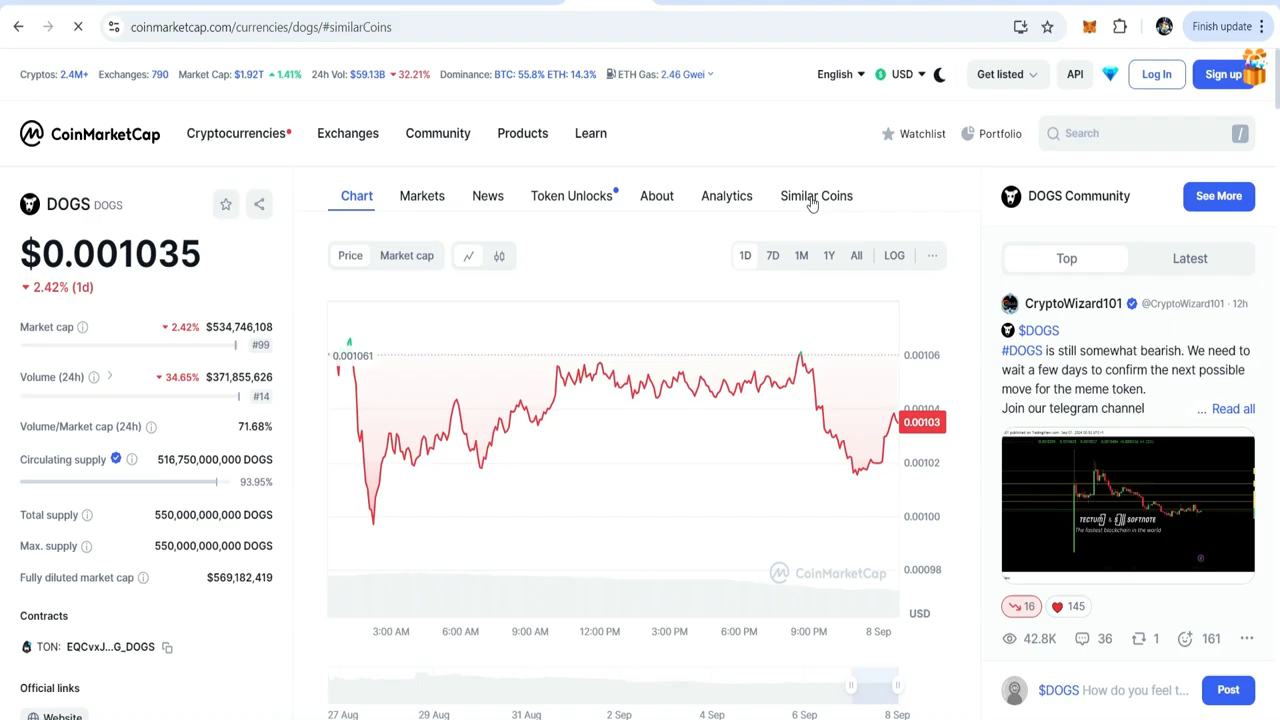 coinmarketcap.com/currencies/dogs/#similarCoins
Finish update
Cryptos: 2.4M+ Exchanges: 790 Market Cap: $1.92T 1.41% 24h Vol: $59.13B 32.21% Dominance: BTC: 55.8% ETH: 14.3% ETH Gas: 2.46 Gwei
English USD Get listed API Log In Sign up
CoinMarketCap Cryptocurrencies Exchanges Community Products Learn Watchlist Portfolio Search /
DOGS DOGS
$0.001035
2.42% (1d)
Market cap 2.42% $534,746,108
#99
Volume (24h) 34.65% $371,855,626
#14
Volume/Market cap (24h) 71.68%
Circulating supply 516,750,000,000 DOGS
93.95%
Total supply 550,000,000,000 DOGS
Max. supply 550,000,000,000 DOGS
Fully diluted market cap $569,182,419
Contracts
TON: EQCvxJ...G_DOGS
Official links
Website
Chart Markets News Token Unlocks About Analytics Similar Coins
Price Market cap 1D 7D 1M 1Y All LOG ...
0.001061
0.00106
0.00104
0.00103
0.00102
0.00100
0.00098
CoinMarketCap
USD
3:00 AM 6:00 AM 9:00 AM 12:00 PM 3:00 PM 6:00 PM 9:00 PM 8 Sep
27 Aug 29 Aug 31 Aug 2 Sep 4 Sep 6 Sep 8 Sep
DOGS Community See More
Top Latest
CryptoWizard101 @CryptoWizard101 · 12h
$DOGS
#DOGS is still somewhat bearish. We need to
wait a few days to confirm the next possible
move for the meme token.
Join our telegram channel ... Read all
TECTUM & SOFTNOTE
The fastest blockchain in the world
16 145
42.8K 36 1 161 ...
$DOGS How do you feel t... Post